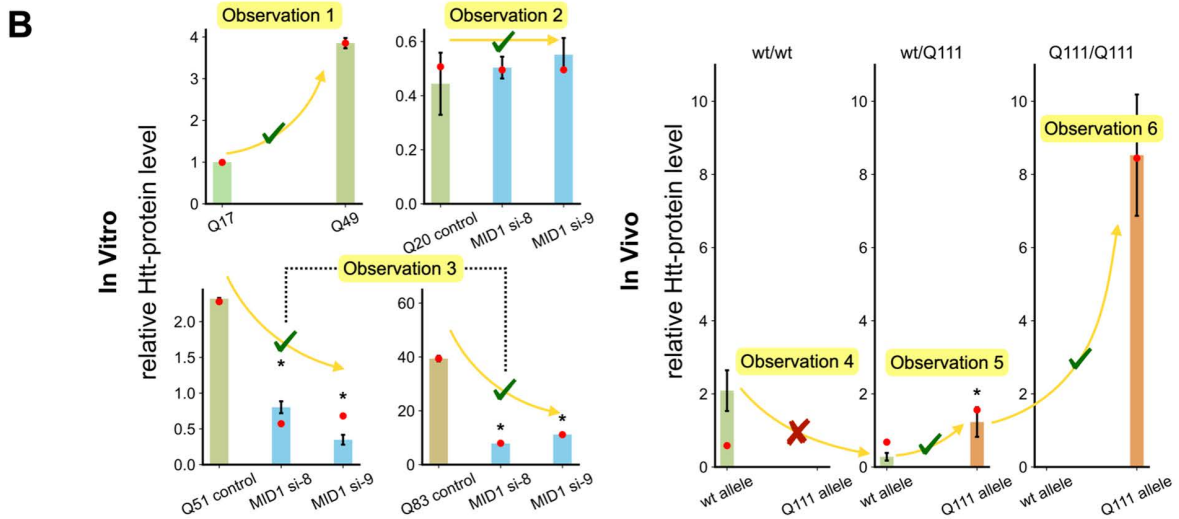 B
Observation 1
Observation 2
In Vitro
relative Htt-protein level
4
3
2
1
0
Q17
Q49
0.6
0.4
0.2
0.0
Q20 control
MID1 si-8
MID1 si-9
Observation 3
2.0
1.5
1.0
0.5
0.0
*
*
Q51 control
MID1 si-8
MID1 si-9
60
40
20
0
*
*
Q83 control
MID1 si-8
MID1 si-9
In Vivo
relative Htt-protein level
wt/wt
wt/Q111
Q111/Q111
10
8
6
4
2
0
Observation 4
wt allele
Q111 allele
10
8
6
4
2
0
Observation 5
*
wt allele
Q111 allele
10
8
6
4
2
0
Observation 6
wt allele
Q111 allele